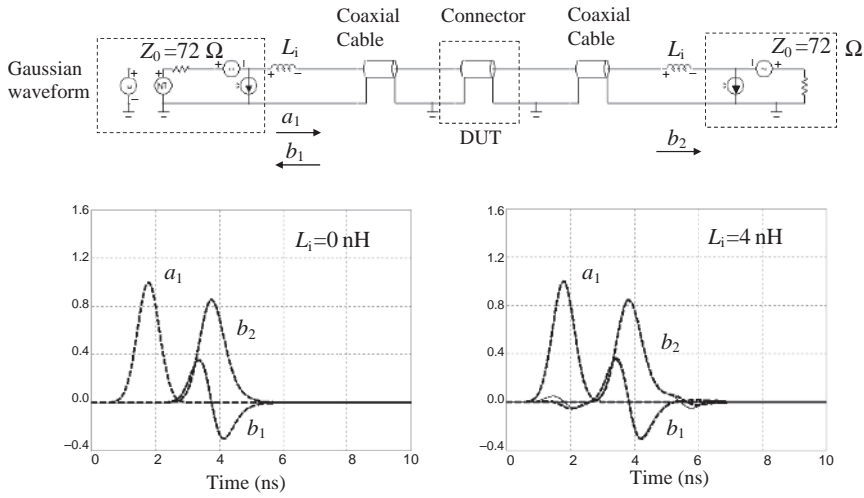 Coaxial Cable
Connector
Coaxial Cable
Z0=72 Ω
Li
Li
Z0=72 Ω
Gaussian waveform
NT
a1
b1
DUT
b2
1.6
1.2
0.8
0.4
0.0
−0.4
Li=0 nH
a1
b2
b1
0 2 4 6 8 10
Time (ns)
1.6
1.2
0.8
0.4
0.0
−0.4
Li=4 nH
a1
b2
b1
0 2 4 6 8 10
Time (ns)